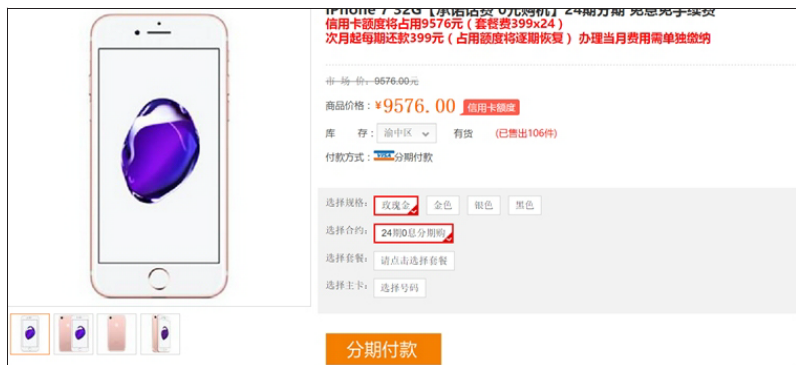 iPhone 7 32G【承诺话费 0元购机】24期分期 免息免手续费
信用卡额度将占用9576元（套餐费399x24）
次月起每期还款399元（占用额度将逐期恢复） 办理当月费用需单独缴纳
市 场 价：9576.00元
商品价格：¥9576.00 信用卡额度
库 存：渝中区 有货 (已售出106件)
付款方式：VISA分期付款
选择规格：玫瑰金 金色 银色 黑色
选择合约：24期0息分期购
选择套餐：请点击选择套餐
选择主卡：选择号码
分期付款